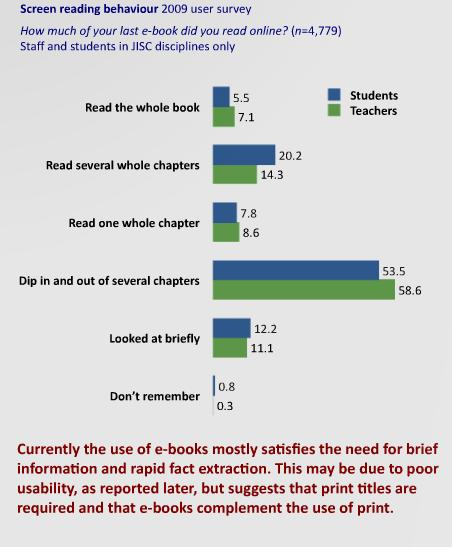 Screen reading behaviour 2009 user survey
How much of your last e-book did you read online? (n=4,779)
Staff and students in JISC disciplines only
Students
Teachers
Read the whole book
5.5
7.1
Read several whole chapters
20.2
14.3
Read one whole chapter
7.8
8.6
Dip in and out of several chapters
53.5
58.6
Looked at briefly
12.2
11.1
Don't remember
0.8
0.3
Currently the use of e-books mostly satisfies the need for brief
information and rapid fact extraction. This may be due to poor
usability, as reported later, but suggests that print titles are
required and that e-books complement the use of print.